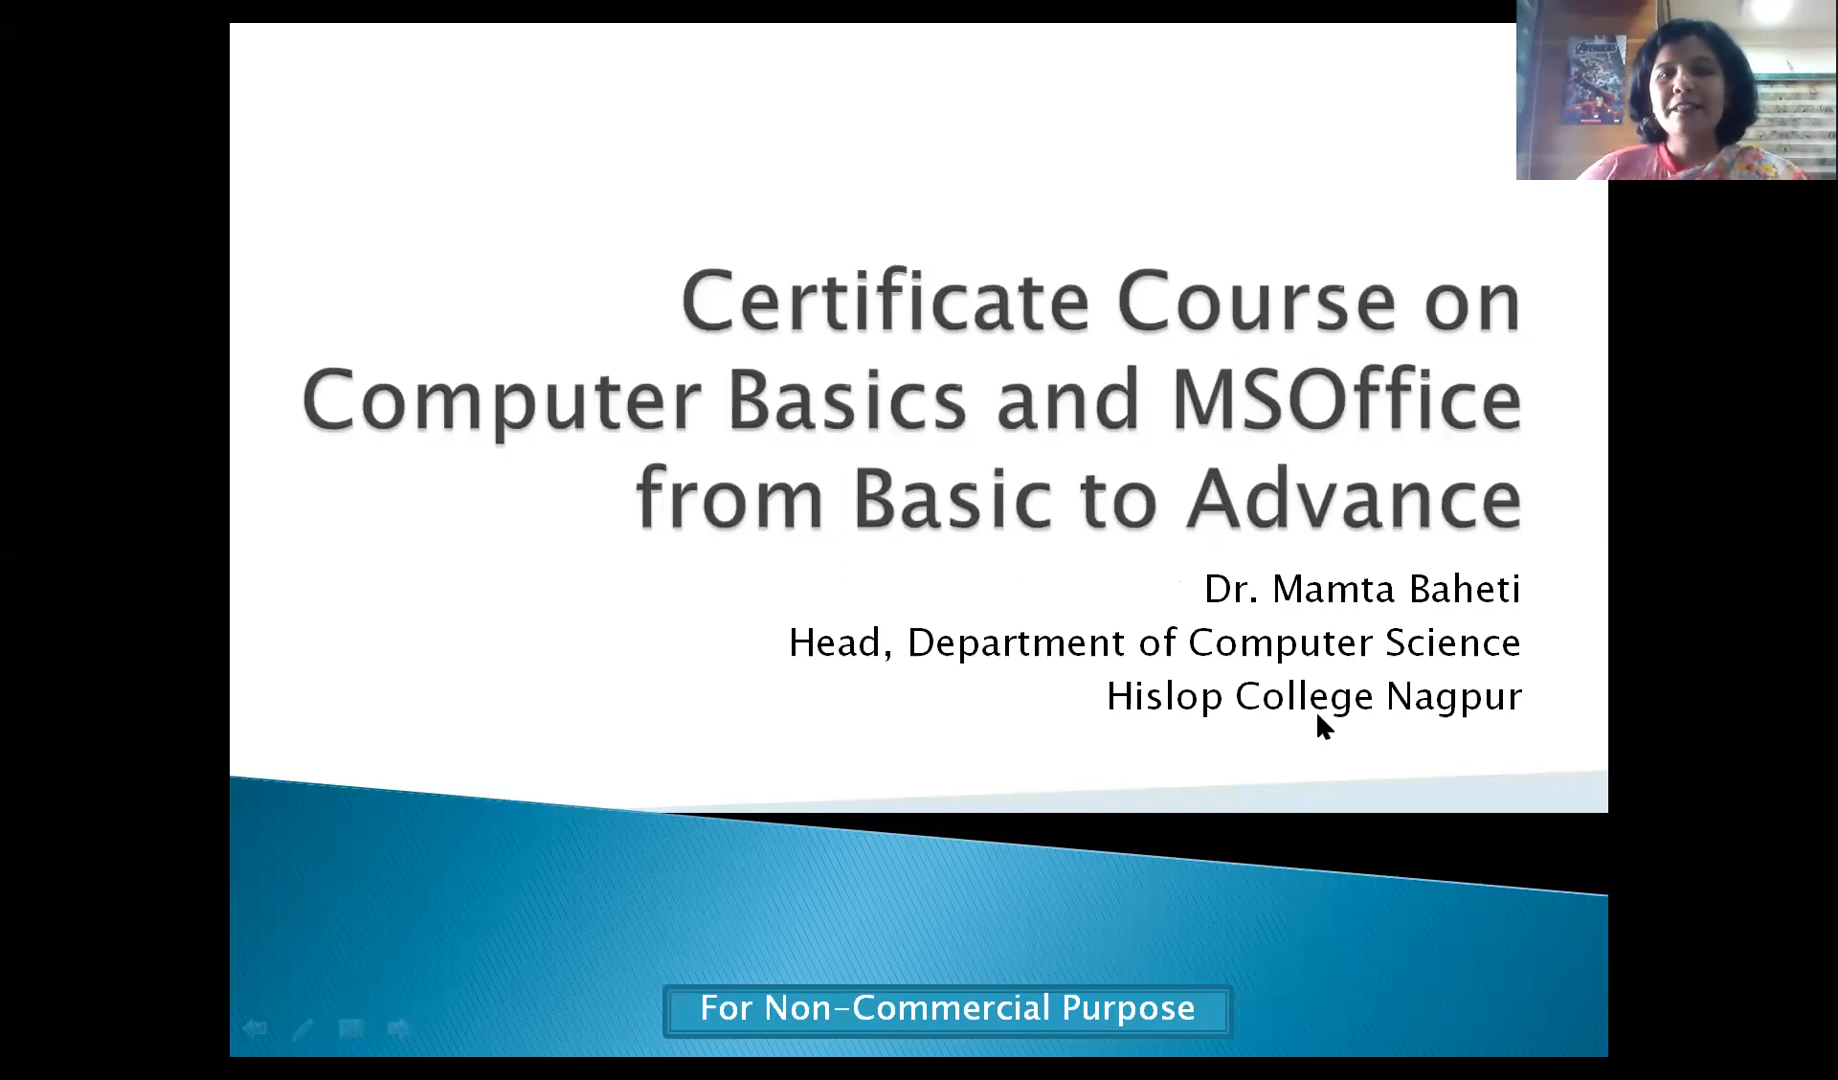 AVENGERS
Certificate Course on
Computer Basics and MSOffice
from Basic to Advance
Dr. Mamta Baheti
Head, Department of Computer Science
Hislop College Nagpur
For Non-Commercial Purpose